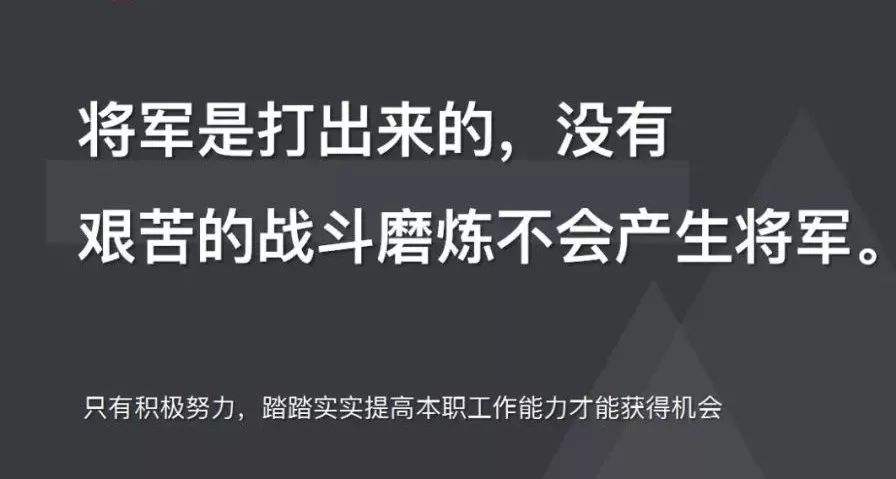 将军是打出来的，没有
艰苦的战斗磨炼不会产生将军。
只有积极努力，踏踏实实提高本职工作能力才能获得机会